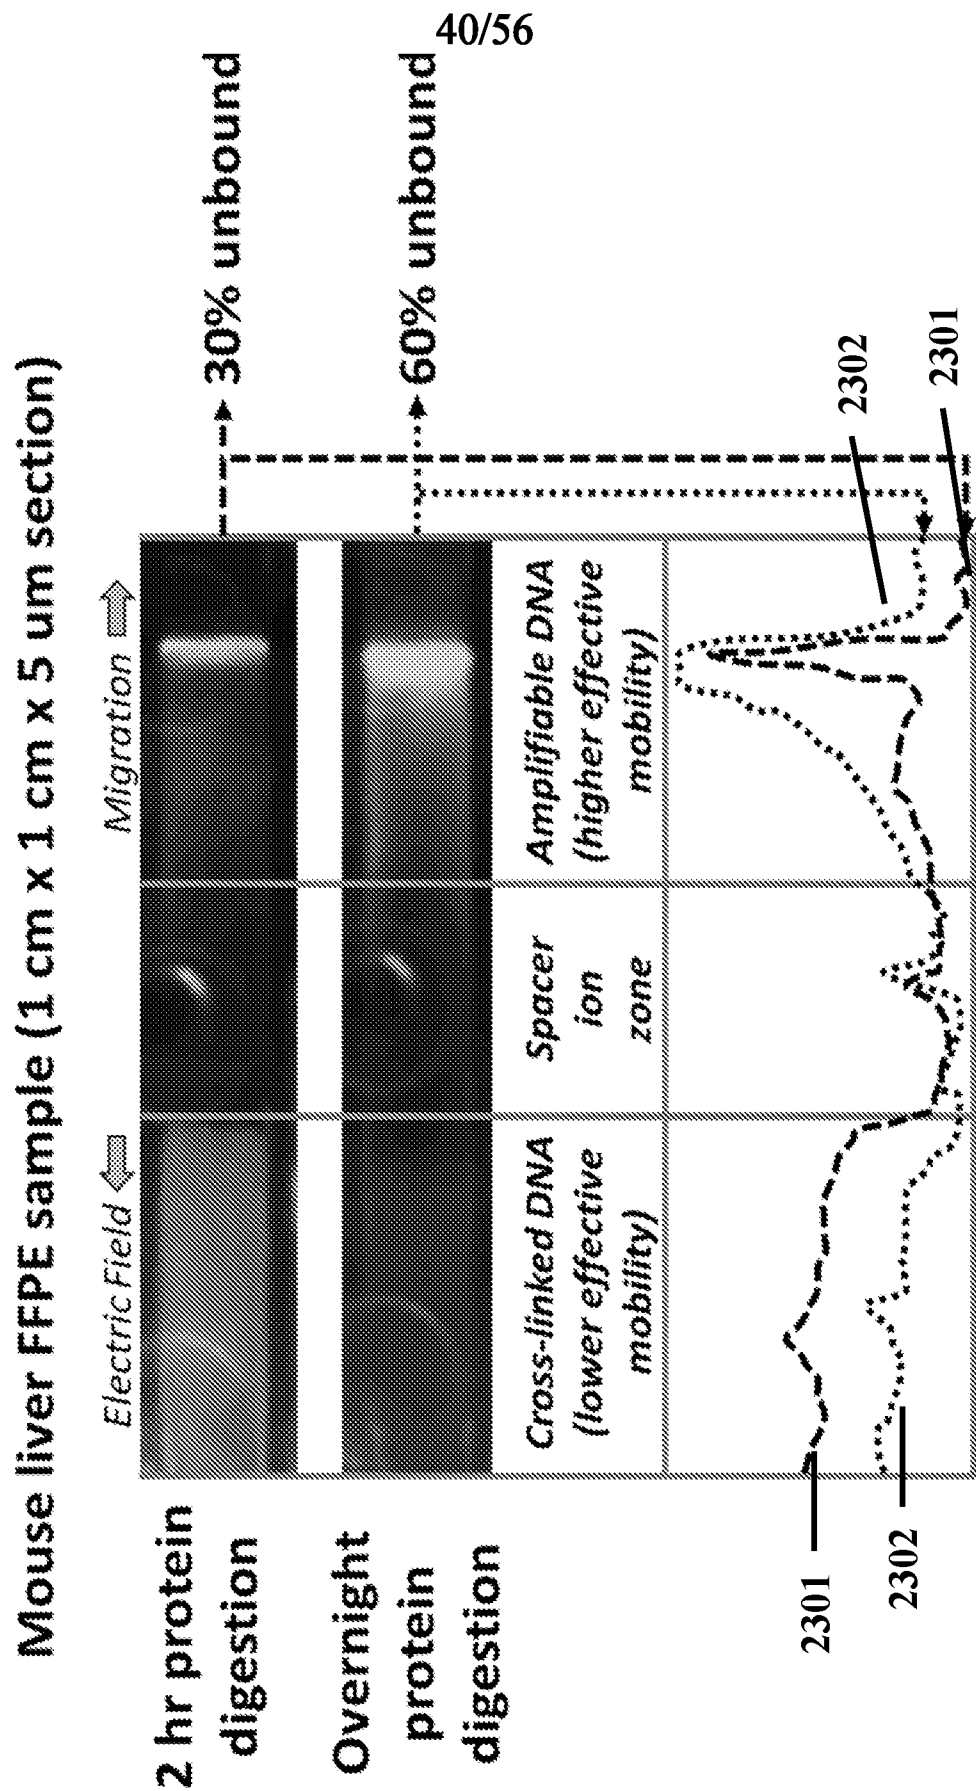 40/56
Mouse liver FFPE sample (1 cm x 1 cm x 5 um section)
Electric Field
Migration
2 hr protein
digestion
30% unbound
Overnight
protein
digestion
60% unbound
Cross-linked DNA
(lower effective
mobility)
Spacer
ion
zone
Amplifiable DNA
(higher effective
mobility)
2301
2302
2302
2301